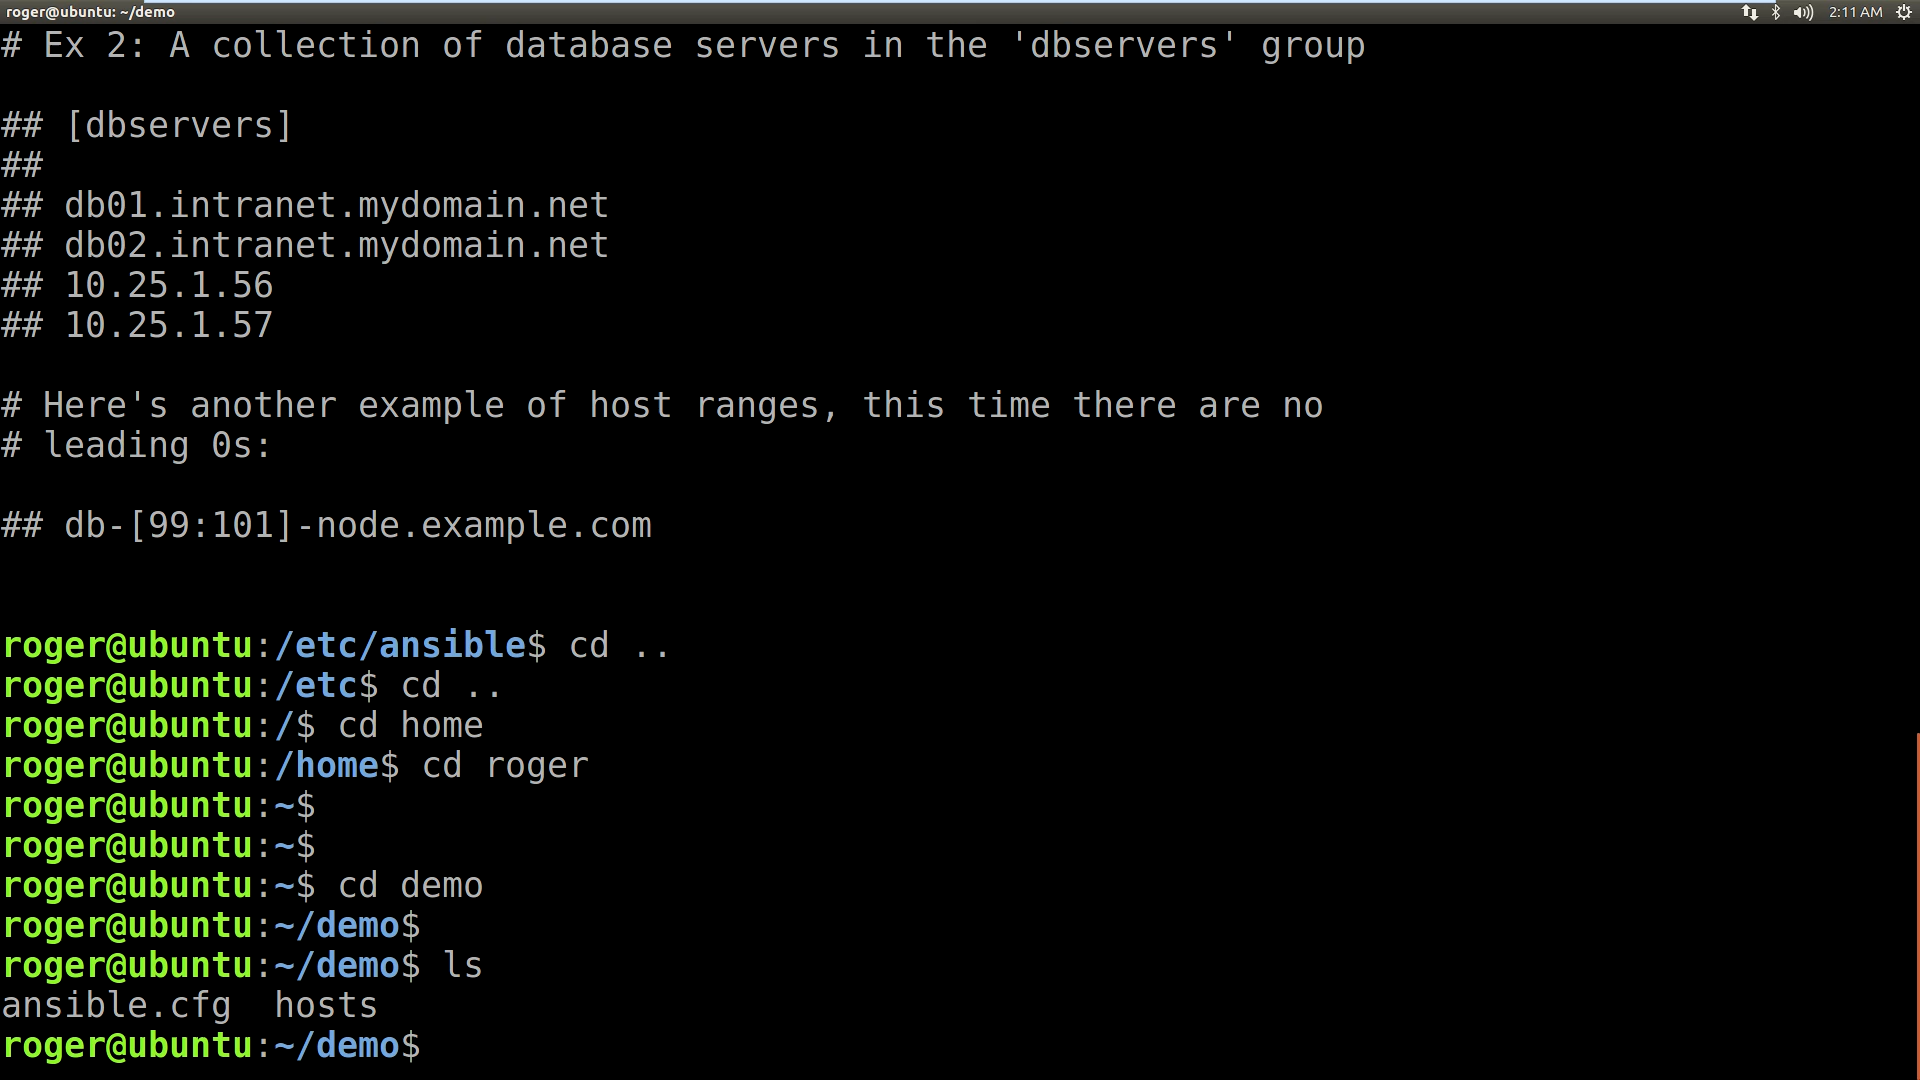 roger@ubuntu: ~/demo
2:11 AM
# Ex 2: A collection of database servers in the 'dbservers' group
## [dbservers]
##
## db01.intranet.mydomain.net
## db02.intranet.mydomain.net
## 10.25.1.56
## 10.25.1.57
# Here's another example of host ranges, this time there are no
# leading 0s:
## db-[99:101]-node.example.com
roger@ubuntu:/etc/ansible$ cd ..
roger@ubuntu:/etc$ cd ..
roger@ubuntu:/$ cd home
roger@ubuntu:/home$ cd roger
roger@ubuntu:~$
roger@ubuntu:~$
roger@ubuntu:~$ cd demo
roger@ubuntu:~/demo$
roger@ubuntu:~/demo$ ls
ansible.cfg  hosts
roger@ubuntu:~/demo$